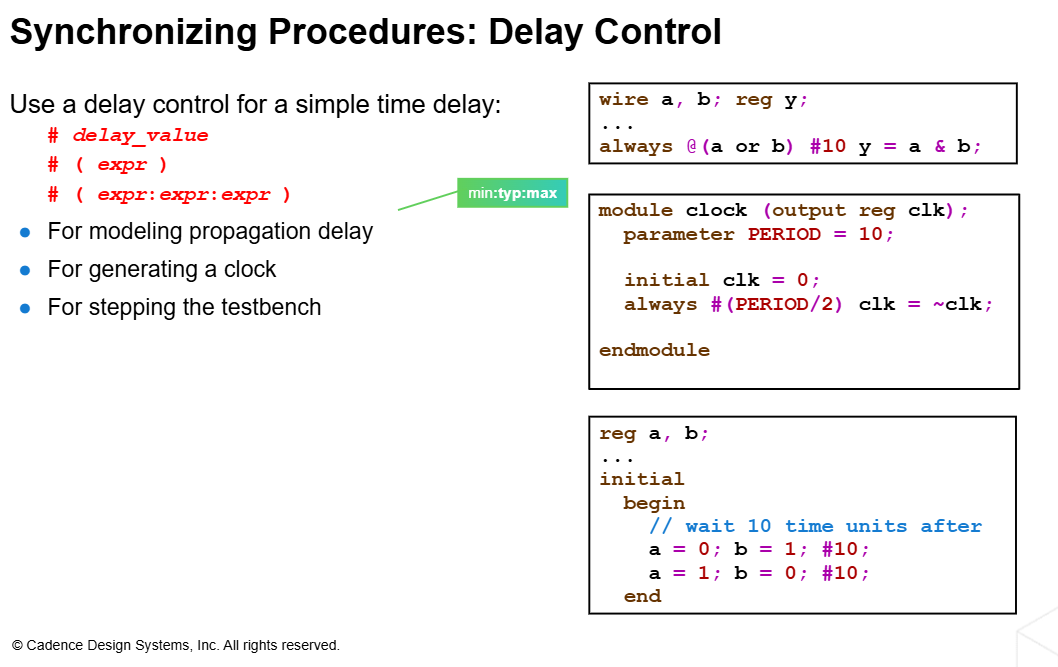 Synchronizing Procedures: Delay Control
Use a delay control for a simple time delay:
# delay_value
# ( expr )
# ( expr:expr:expr )
min:typ:max
• For modeling propagation delay
• For generating a clock
• For stepping the testbench
wire a, b; reg y;
...
always @(a or b) #10 y = a & b;
module clock (output reg clk);
  parameter PERIOD = 10;
  initial clk = 0;
  always #(PERIOD/2) clk = ~clk;
endmodule
reg a, b;
...
initial
  begin
    // wait 10 time units after
    a = 0; b = 1; #10;
    a = 1; b = 0; #10;
  end
© Cadence Design Systems, Inc. All rights reserved.